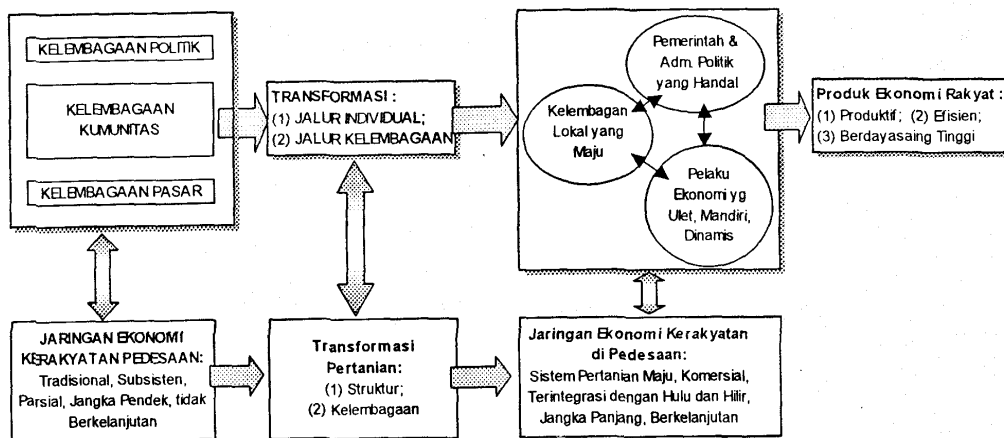 KELEMBAGAAN POLITIK
KELEMBAGAAN
KUMUNITAS
KELEMBAGAAN PASAR
TRANSFORMASI :
(1) JALUR INDIVIDUAL;
(2) JALUR KELEMBAGAAN
Pemerintah &
Adm. Politik
yang Handal
Kelembagan
Lokal yang
Maju
Pelaku
Ekonomi yg
Ulet, Mandiri,
Dinamis
Produk Ekonomi Rakyat :
(1) Produktif; (2) Efisien;
(3) Berdayasaing Tinggi
JARINGAN EKONOMI
KERAKYATAN PEDESAAN:
Tradisional, Subsisten,
Parsial, Jangka Pendek, tidak
Berkelanjutan
Transformasi
Pertanian:
(1) Struktur;
(2) Kelembagaan
Jaringan Ekonomi Kerakyatan
di Pedesaan:
Sistem Pertanian Maju, Komersial,
Terintegrasi dengan Hulu dan Hilir,
Jangka Panjang, Berkelanjutan